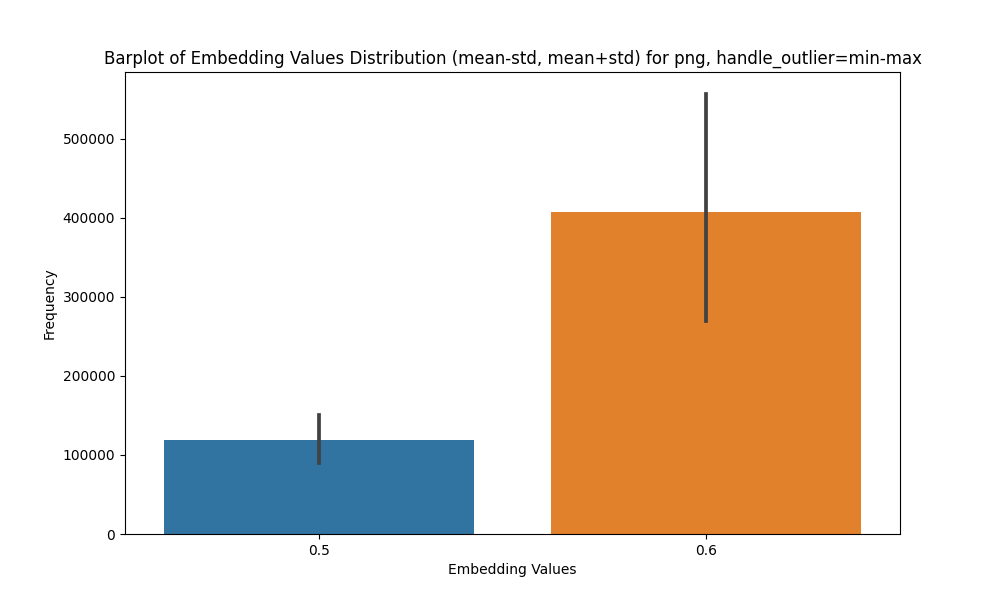 Barplot of Embedding Values Distribution (mean-std, mean+std) for png, handle_outlier=min-max
Frequency
500000
400000
300000
200000
100000
0
0.5 0.6
Embedding Values